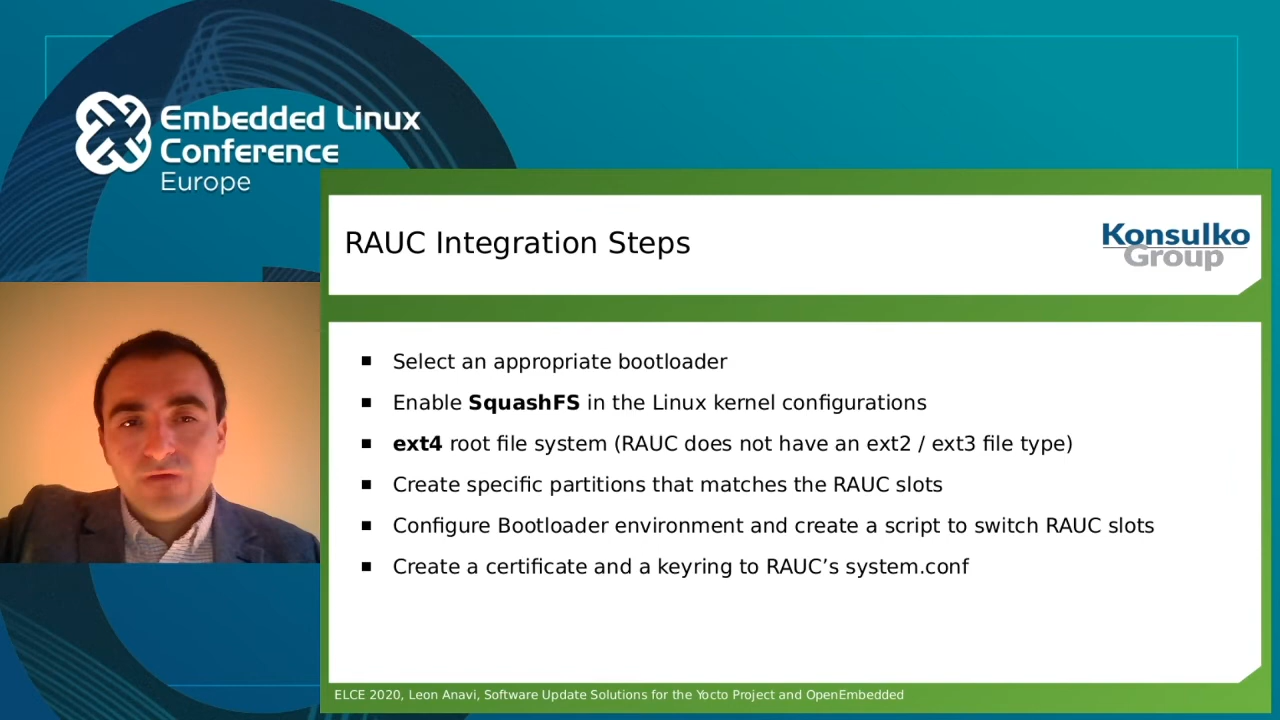 Embedded Linux
Conference
Europe
RAUC Integration Steps
Konsulko
Group
▪ Select an appropriate bootloader
▪ Enable SquashFS in the Linux kernel configurations
▪ ext4 root file system (RAUC does not have an ext2 / ext3 file type)
▪ Create specific partitions that matches the RAUC slots
▪ Configure Bootloader environment and create a script to switch RAUC slots
▪ Create a certificate and a keyring to RAUC’s system.conf
ELCE 2020, Leon Anavi, Software Update Solutions for the Yocto Project and OpenEmbedded